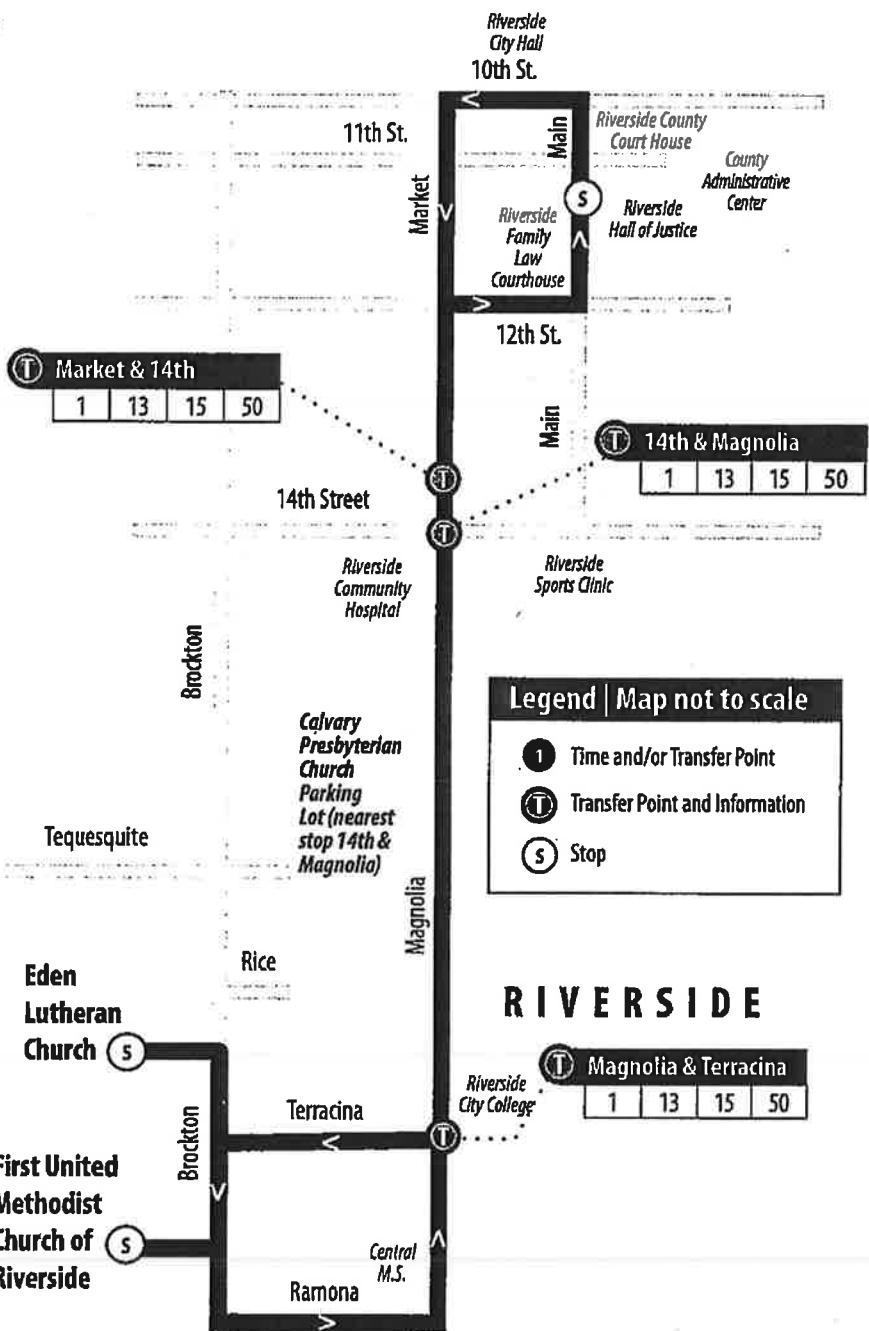 Riverside
City Hall
10th St.
11th St.
Main
Riverside County
Court House
County
Administrative
Center
Market
S
Riverside
Family
Law
Courthouse
Riverside
Hall of Justice
12th St.
T Market & 14th
1 13 15 50
Main
T 14th & Magnolia
1 13 15 50
T
14th Street
T
Riverside
Community
Hospital
Riverside
Sports Clinic
Brockton
Legend | Map not to scale
1 Time and/or Transfer Point
T Transfer Point and Information
S Stop
Calvary
Presbyterian
Church
Parking
Lot (nearest
stop 14th &
Magnolia)
Tequesquite
Magnolia
Rice
Eden
Lutheran
Church S
RIVERSIDE
T Magnolia & Terracina
1 13 15 50
Riverside
City College
Terracina
T
Brockton
First United
Methodist
Church of S
Riverside
Central
M.S.
Ramona